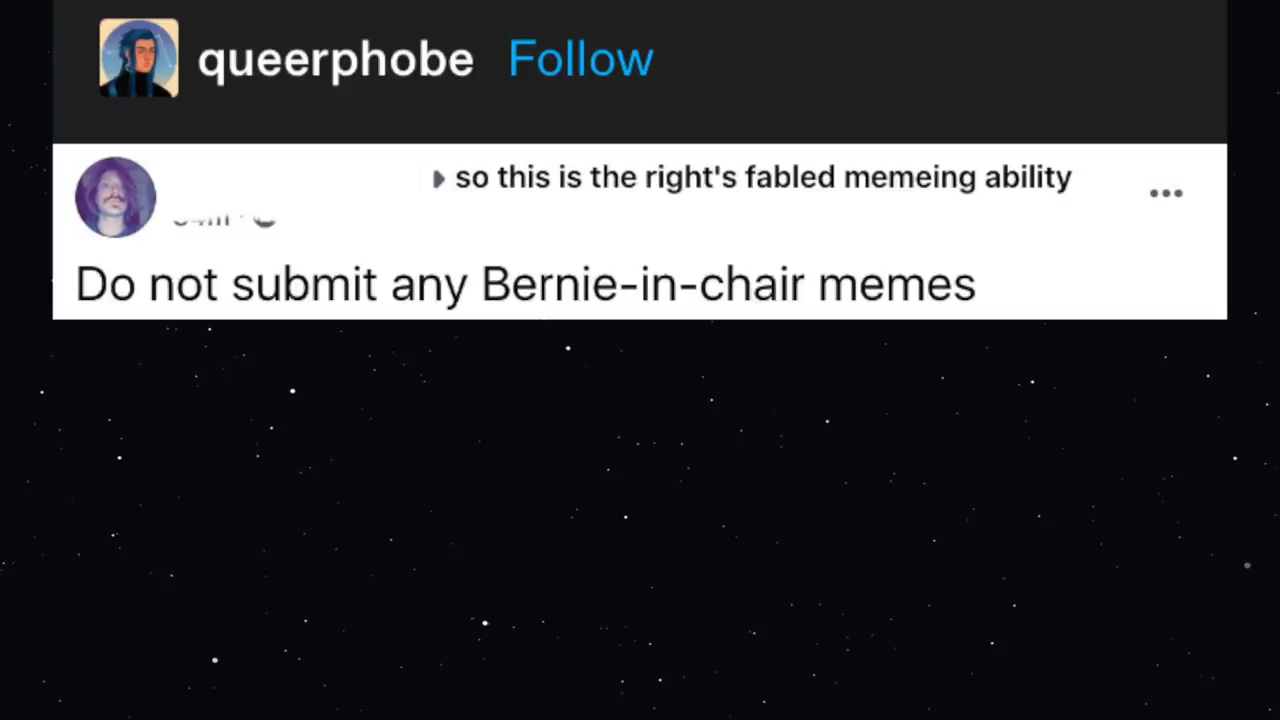 queerphobe Follow
so this is the right's fabled memeing ability
Do not submit any Bernie-in-chair memes